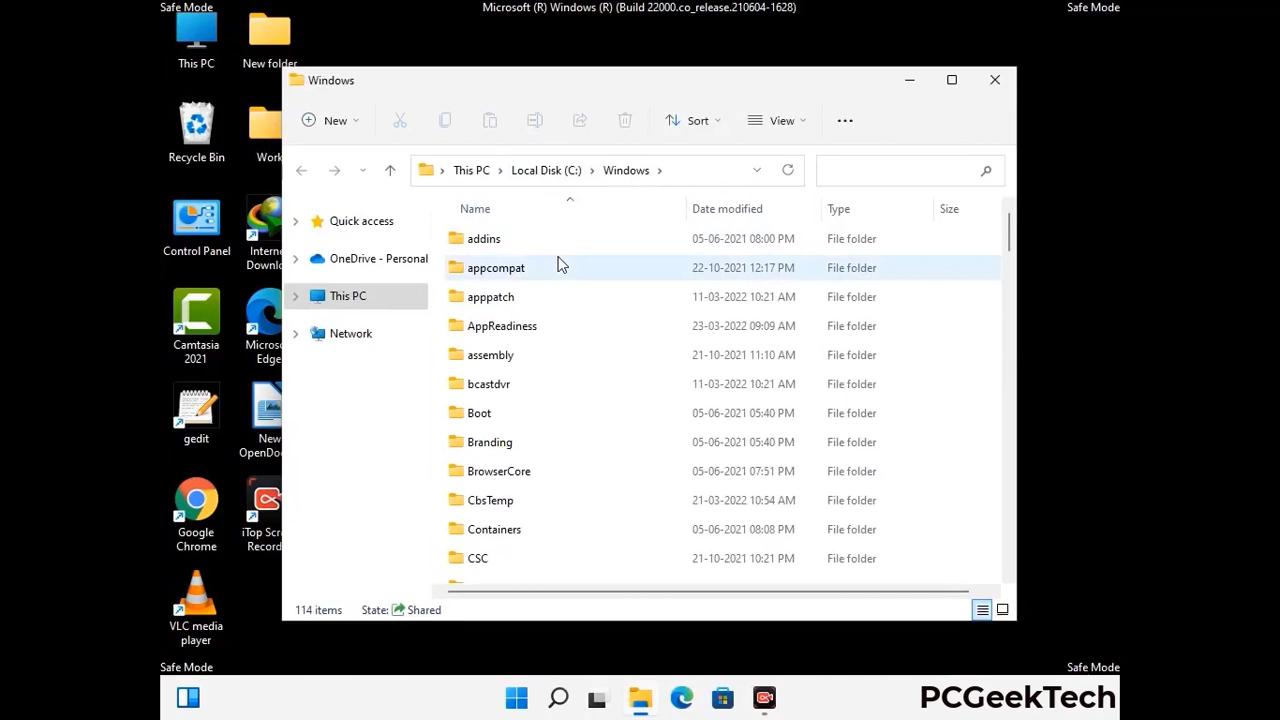 Safe Mode
Microsoft (R) Windows (R) (Build 22000.co_release.210604-1628)
Safe Mode
This PC
New folder
Recycle Bin
Work
Control Panel
Internet
Downlo
Camtasia
2021
Micros
Edge
gedit
New
OpenDo
Google
Chrome
iTop Scre
Record
VLC media
player
Windows
New
Sort
View
This PC
Local Disk (C:)
Windows
Quick access
OneDrive - Personal
This PC
Network
Name Date modified Type Size
addins 05-06-2021 08:00 PM File folder
appcompat 22-10-2021 12:17 PM File folder
apppatch 11-03-2022 10:21 AM File folder
AppReadiness 23-03-2022 09:09 AM File folder
assembly 21-10-2021 11:10 AM File folder
bcastdvr 11-03-2022 10:21 AM File folder
Boot 05-06-2021 05:40 PM File folder
Branding 05-06-2021 05:40 PM File folder
BrowserCore 05-06-2021 07:51 PM File folder
CbsTemp 21-03-2022 10:54 AM File folder
Containers 05-06-2021 08:08 PM File folder
CSC 21-10-2021 10:21 PM File folder
114 items
State: Shared
Safe Mode
Safe Mode
PCGeekTech